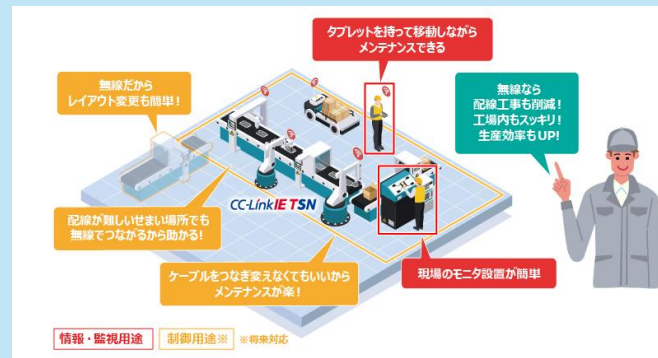 タブレットを持って移動しながら
メンテナンスできる
無線だから
レイアウト変更も簡単！
無線なら
配線工事も削減！
工場内もスッキリ！
生産効率もUP!
CC-Link IE TSN
配線が難しいせまい場所でも
無線でつながるから助かる！
ケーブルをつなぎ変えなくてもいいから
メンテナンスが楽！
現場のモニタ設置が簡単
情報・監視用途 制御用途※ ※将来対応